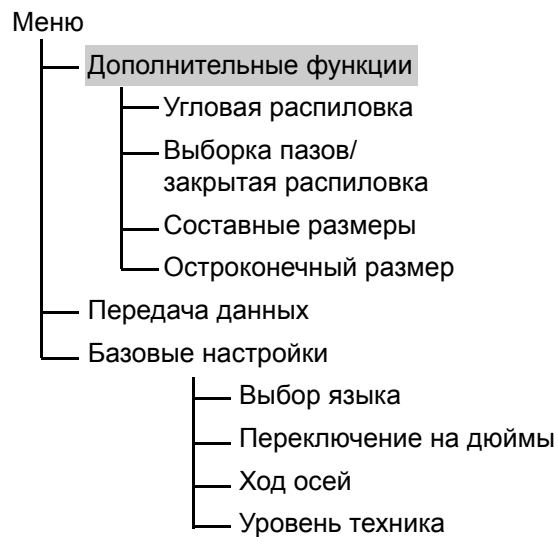 Меню
Дополнительные функции
Угловая распиловка
Выборка пазов/
закрытая распиловка
Составные размеры
Остроконечный размер
Передача данных
Базовые настройки
Выбор языка
Переключение на дюймы
Ход осей
Уровень техника